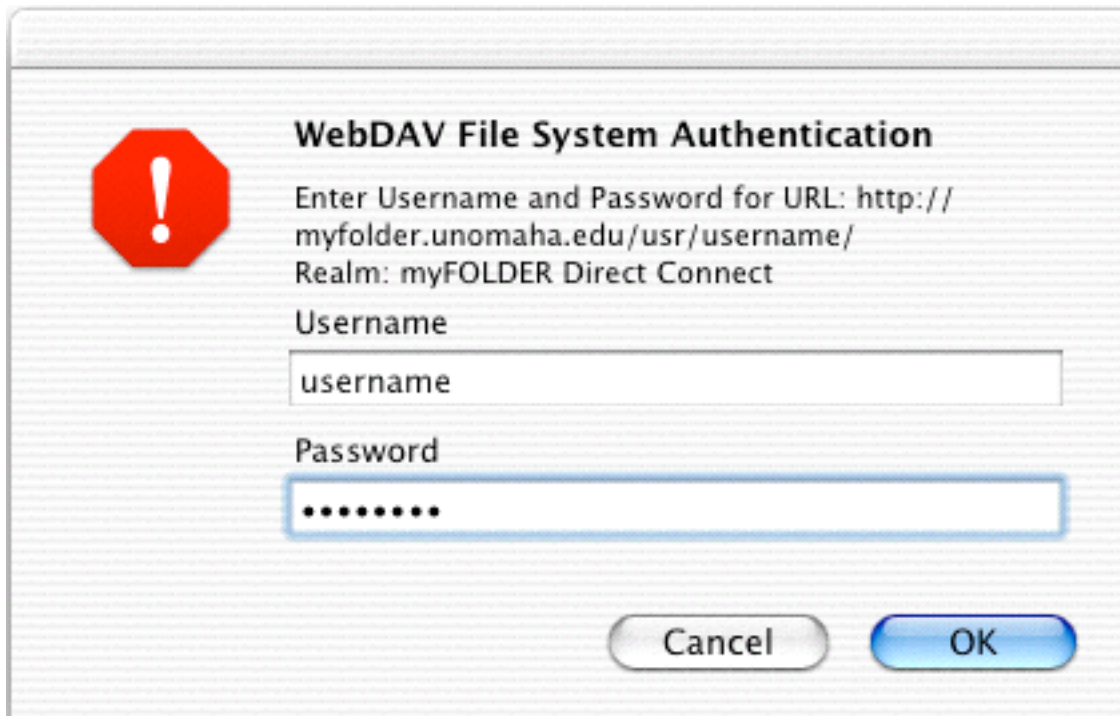 WebDAV File System Authentication
Enter Username and Password for URL: http://
myfolder.unomaha.edu/usr/username/
Realm: myFOLDER Direct Connect
Username
username
Password
••••••••
Cancel OK